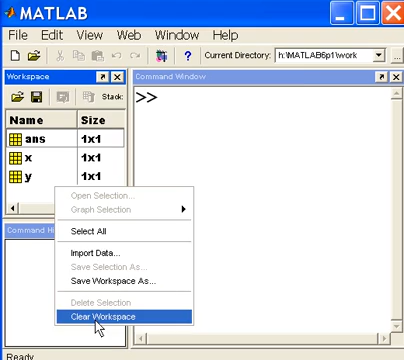 MATLAB
File Edit View Web Window Help
Current Directory: h:\MATLAB6p1\work ...
Workspace
Command Window
Stack:
>>
Name Size
ans 1x1
x 1x1
y 1x1
Open Selection...
Graph Selection
Select All
Import Data...
Save Selection As...
Save Workspace As...
Delete Selection
Clear Workspace
Command Hi
Ready